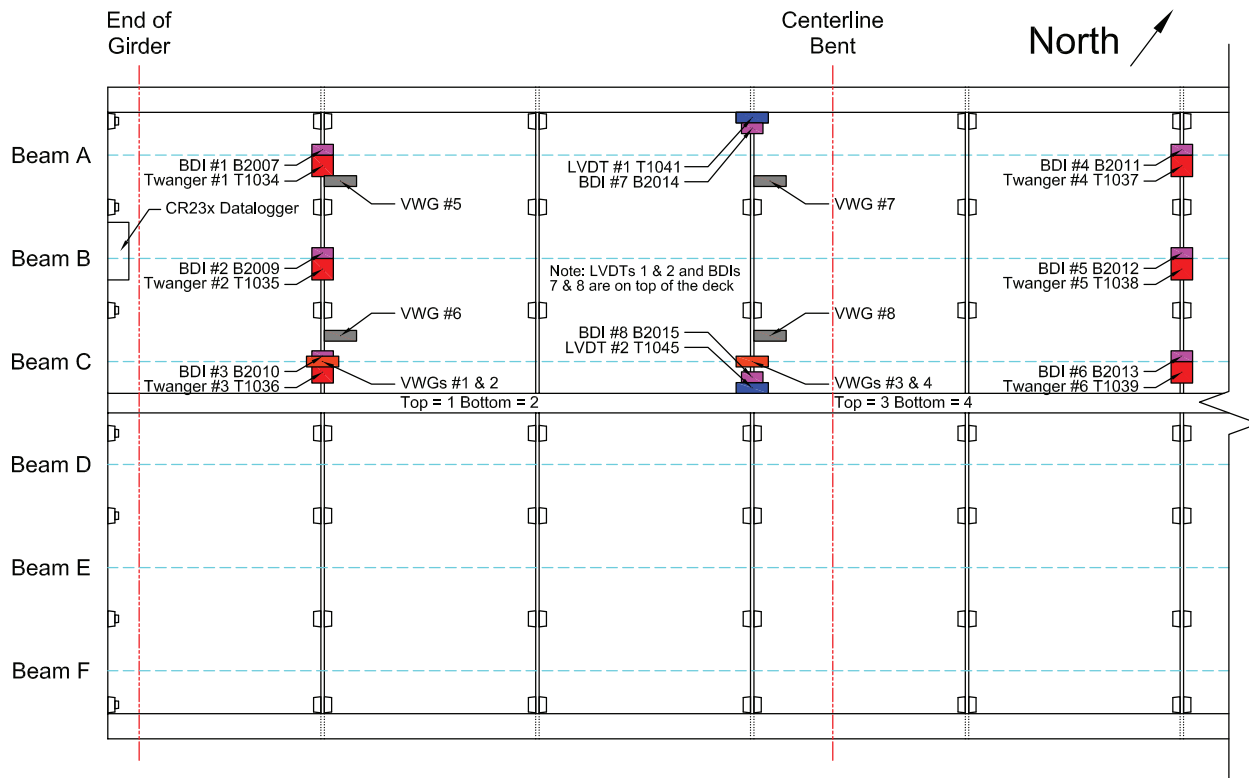 End of
Girder
Centerline
Bent
North
Beam A
BDI #1 B2007
Twanger #1 T1034
LVDT #1 T1041
BDI #7 B2014
BDI #4 B2011
Twanger #4 T1037
VWG #5
VWG #7
CR23x Datalogger
Beam B
BDI #2 B2009
Twanger #2 T1035
Note: LVDTs 1 & 2 and BDIs
7 & 8 are on top of the deck
BDI #5 B2012
Twanger #5 T1038
VWG #6
VWG #8
Beam C
BDI #8 B2015
LVDT #2 T1045
BDI #3 B2010
Twanger #3 T1036
VWGs #1 & 2
VWGs #3 & 4
BDI #6 B2013
Twanger #6 T1039
Top = 1 Bottom = 2
Top = 3 Bottom = 4
Beam D
Beam E
Beam F